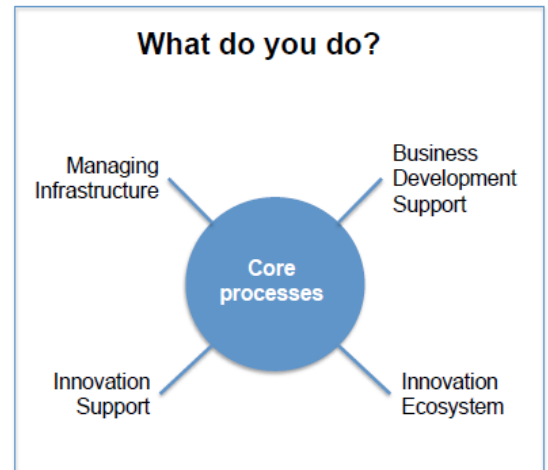 What do you do?
Managing
Infrastructure
Business
Development
Support
Core
processes
Innovation
Support
Innovation
Ecosystem